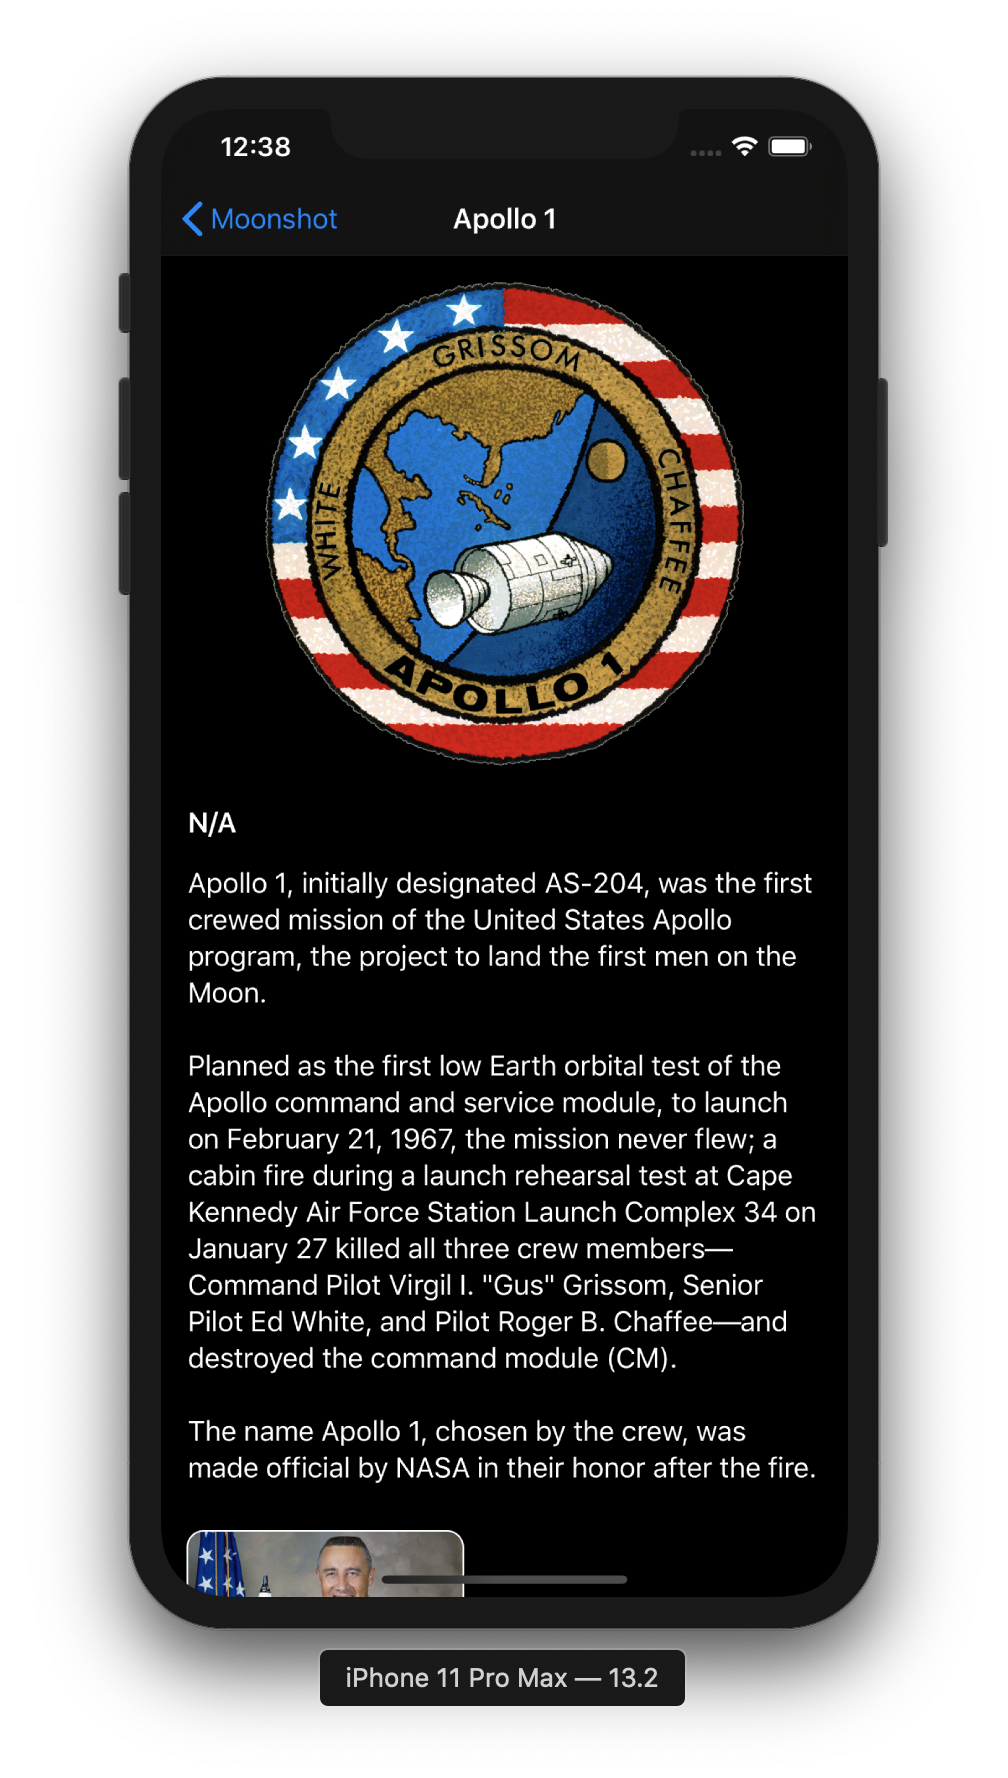 12:38
Moonshot
Apollo 1
GRISSOM
WHITE
CHAFFEE
APOLLO 1
N/A
Apollo 1, initially designated AS-204, was the first
crewed mission of the United States Apollo
program, the project to land the first men on the
Moon.
Planned as the first low Earth orbital test of the
Apollo command and service module, to launch
on February 21, 1967, the mission never flew; a
cabin fire during a launch rehearsal test at Cape
Kennedy Air Force Station Launch Complex 34 on
January 27 killed all three crew members—
Command Pilot Virgil I. "Gus" Grissom, Senior
Pilot Ed White, and Pilot Roger B. Chaffee—and
destroyed the command module (CM).
The name Apollo 1, chosen by the crew, was
made official by NASA in their honor after the fire.
iPhone 11 Pro Max — 13.2